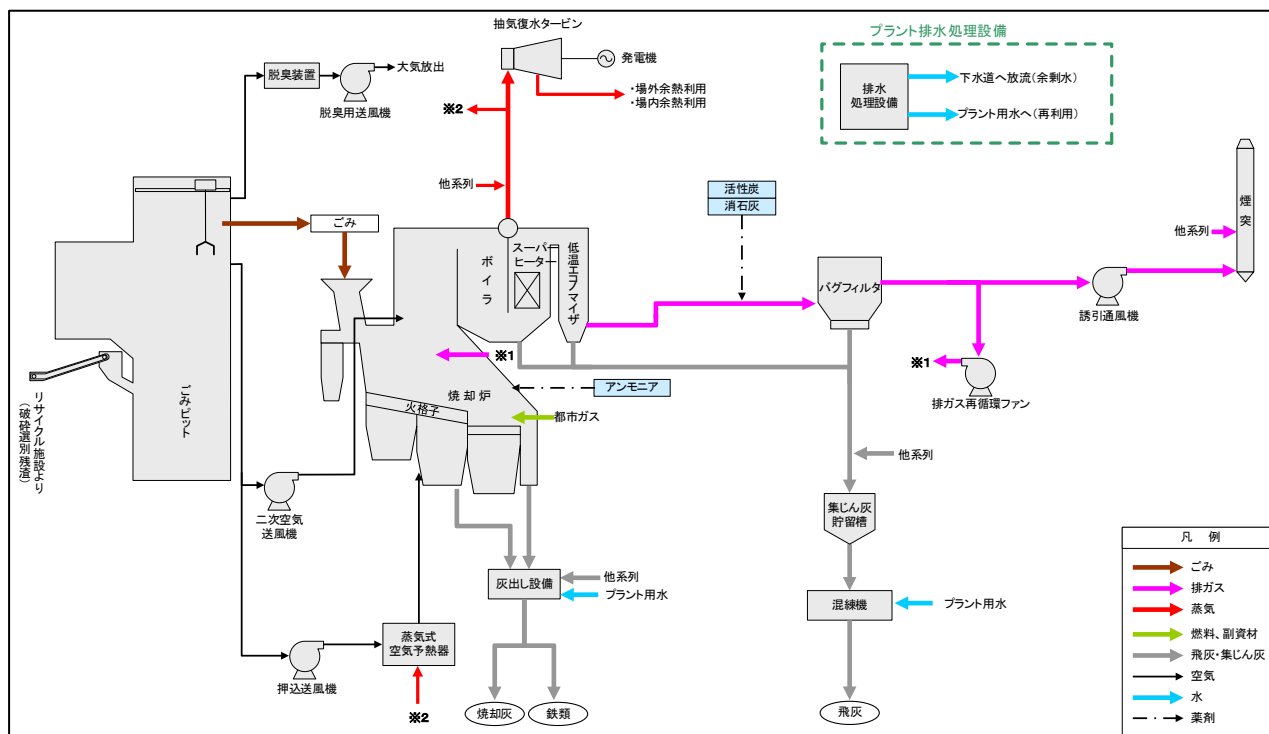 抽気復水タービン
発電機
・場外余熱利用
・場内余熱利用
※2
他系列
脱臭装置
大気放出
脱臭用送風機
プラント排水処理設備
排水
処理設備
下水道へ放流(余剰水)
プラント用水へ(再利用)
ごみ
活性炭
消石灰
スーパー
ヒーター
ボイラ
低温エコノマイザ
バグフィルタ
他系列
煙突
誘引通風機
※1
排ガス再循環ファン
※1
アンモニア
焼却炉
火格子
都市ガス
ごみピット
リサイクル施設より
(破砕選別残渣)
二次空気
送風機
他系列
集じん灰
貯留槽
灰出し設備
他系列
プラント用水
混練機
プラント用水
蒸気式
空気予熱器
押込送風機
※2
焼却灰
鉄類
飛灰
凡 例
ごみ
排ガス
蒸気
燃料、副資材
飛灰・集じん灰
空気
水
薬剤